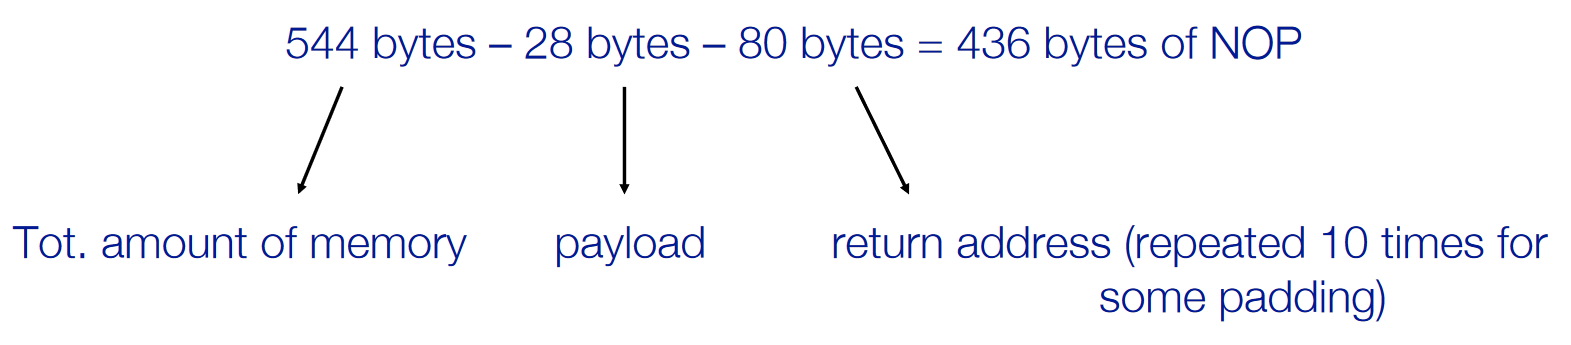 544 bytes – 28 bytes – 80 bytes = 436 bytes of NOP
Tot. amount of memory
payload
return address (repeated 10 times for
some padding)